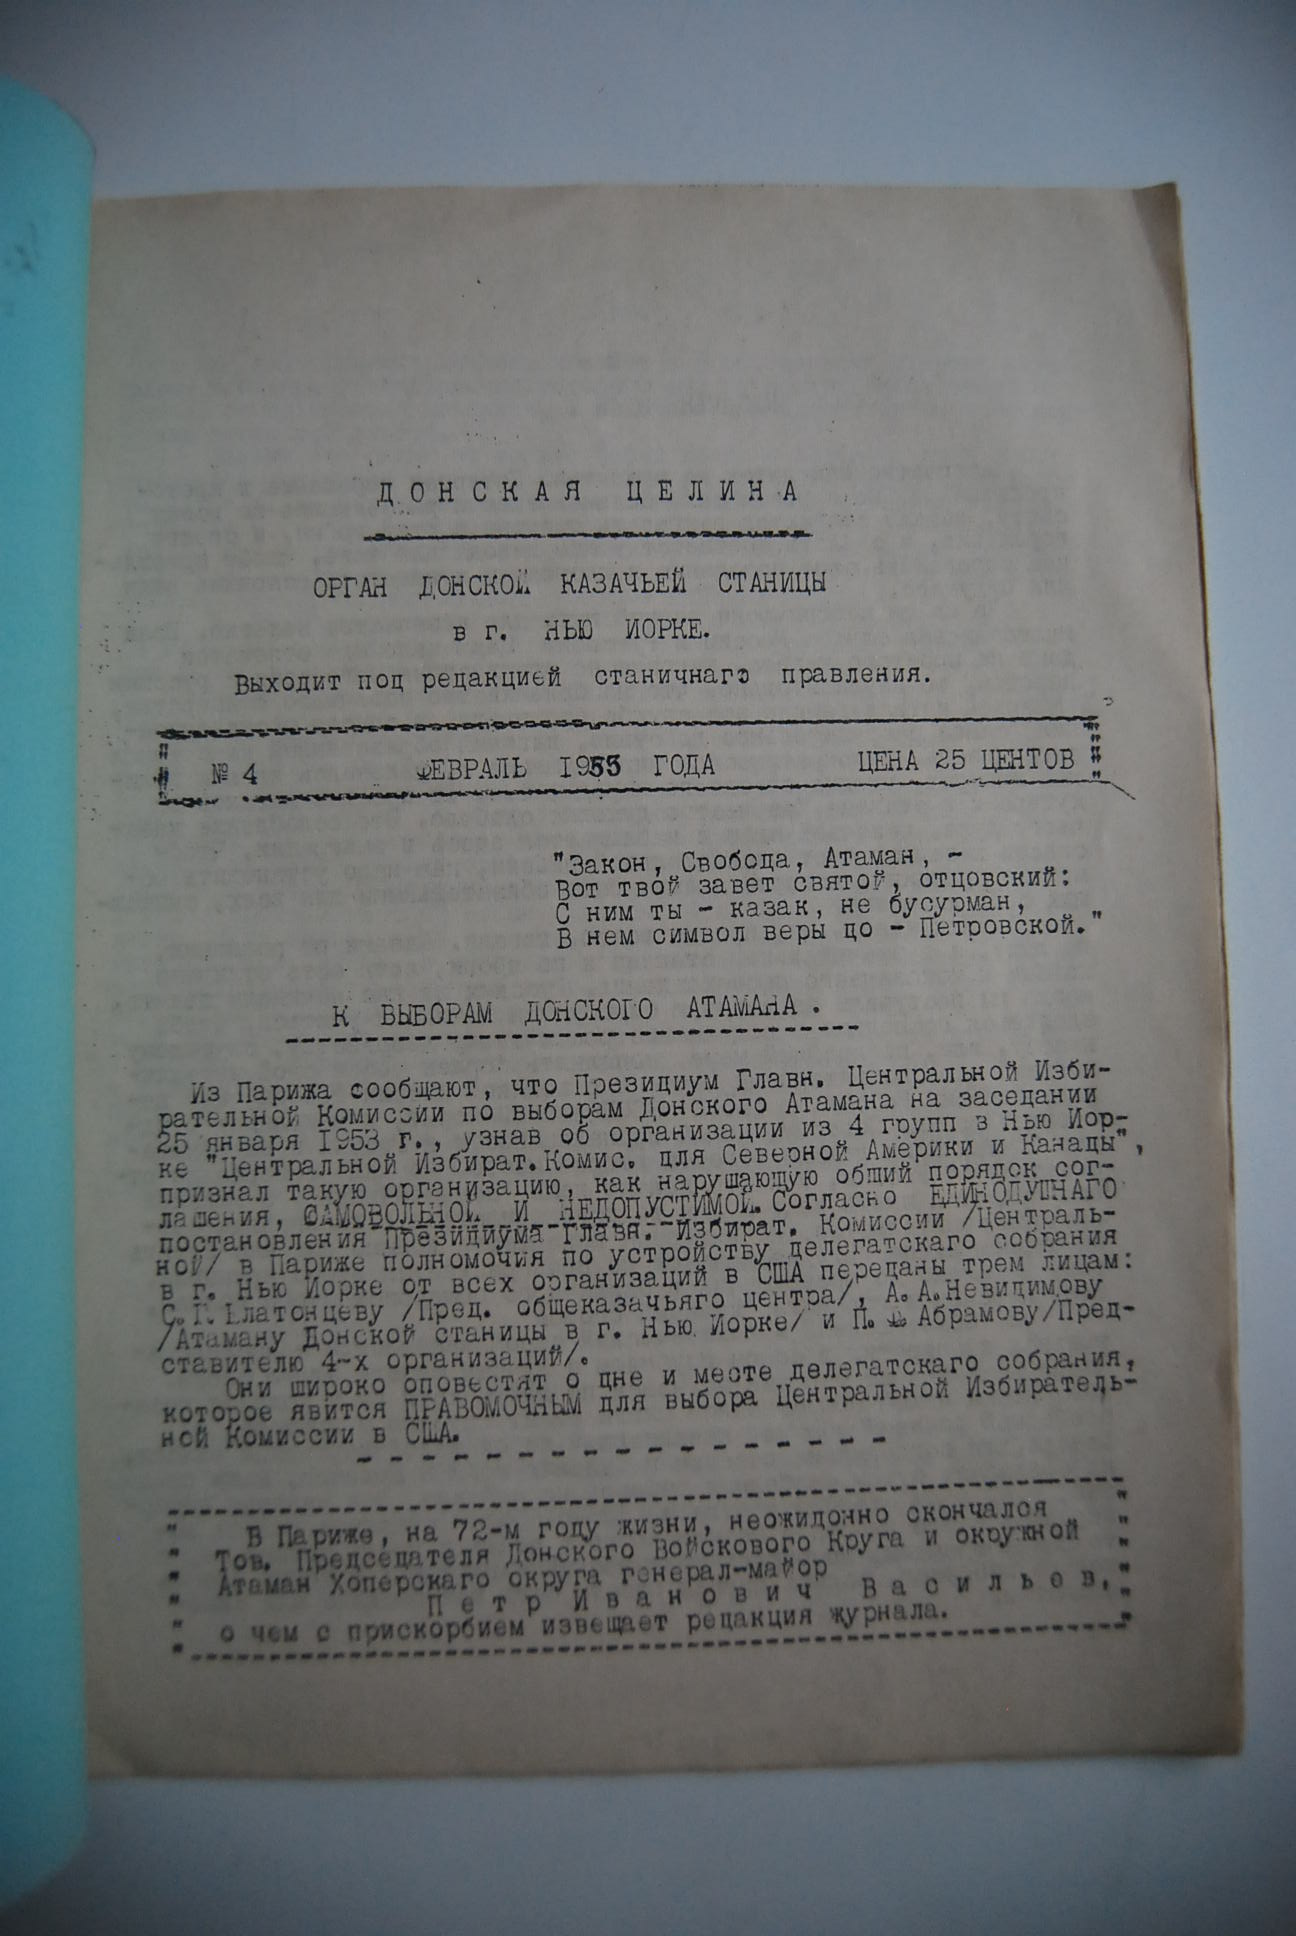 ДОНСКАЯ ЦЕЛИНА
ОРГАН ДОНСКОЙ КАЗАЧЬЕЙ СТАНИЦЫ
в г. НЬЮ ИОРКЕ.
Выходит под редакцией станичнаго правления.
№ 4 ФЕВРАЛЬ 1953 ГОДА ЦЕНА 25 ЦЕНТОВ
"Закон, Свобода, Атаман, -
Вот твой завет святой, отцовский:
С ним ты - казак, не бусурман,
В нем символ веры до - Петровской."
К ВЫБОРАМ ДОНСКОГО АТАМАНА.
Из Парижа сообщают, что Президиум Главн. Центральной Изби-
рательной Комиссии по выборам Донского Атамана на заседании
25 января 1953 г., узнав об организации из 4 групп в Нью Иор-
ке "Центральной Избират. Комис. для Северной Америки и Канады",
признал такую организацию, как нарушающую общий порядок сог-
лашения, САМОВОЛЬНОЙ И НЕДОПУСТИМОЙ. Согласно ЕДИНОДУШНАГО
постановления Президиума Главн. Избират. Комиссии /Централь-
ной/ в Париже полномочия по устройству делегатскаго собрания
в г. Нью Иорке от всех организаций в США переданы трем лицам:
С. Г. Елатонцеву /Пред. общеказачьяго центра/, А. А. Невидимову
/Атаману Донской станицы в г. Нью Иорке/ и П. Ф Абрамову/Пред-
ставителю 4-х организаций/.
Они широко оповестят о дне и месте делегатскаго собрания,
которое явится ПРАВОМОЧНЫМ для выбора Центральной Избиратель-
ной Комиссии в США.
В Париже, на 72-м году жизни, неожиданно скончался
Тов. Председателя Донского Войскового Круга и окружной
Атаман Хоперскаго округа генерал-майор
Петр Иванович Васильев,
о чем с прискорбием извещает редакция журнала.